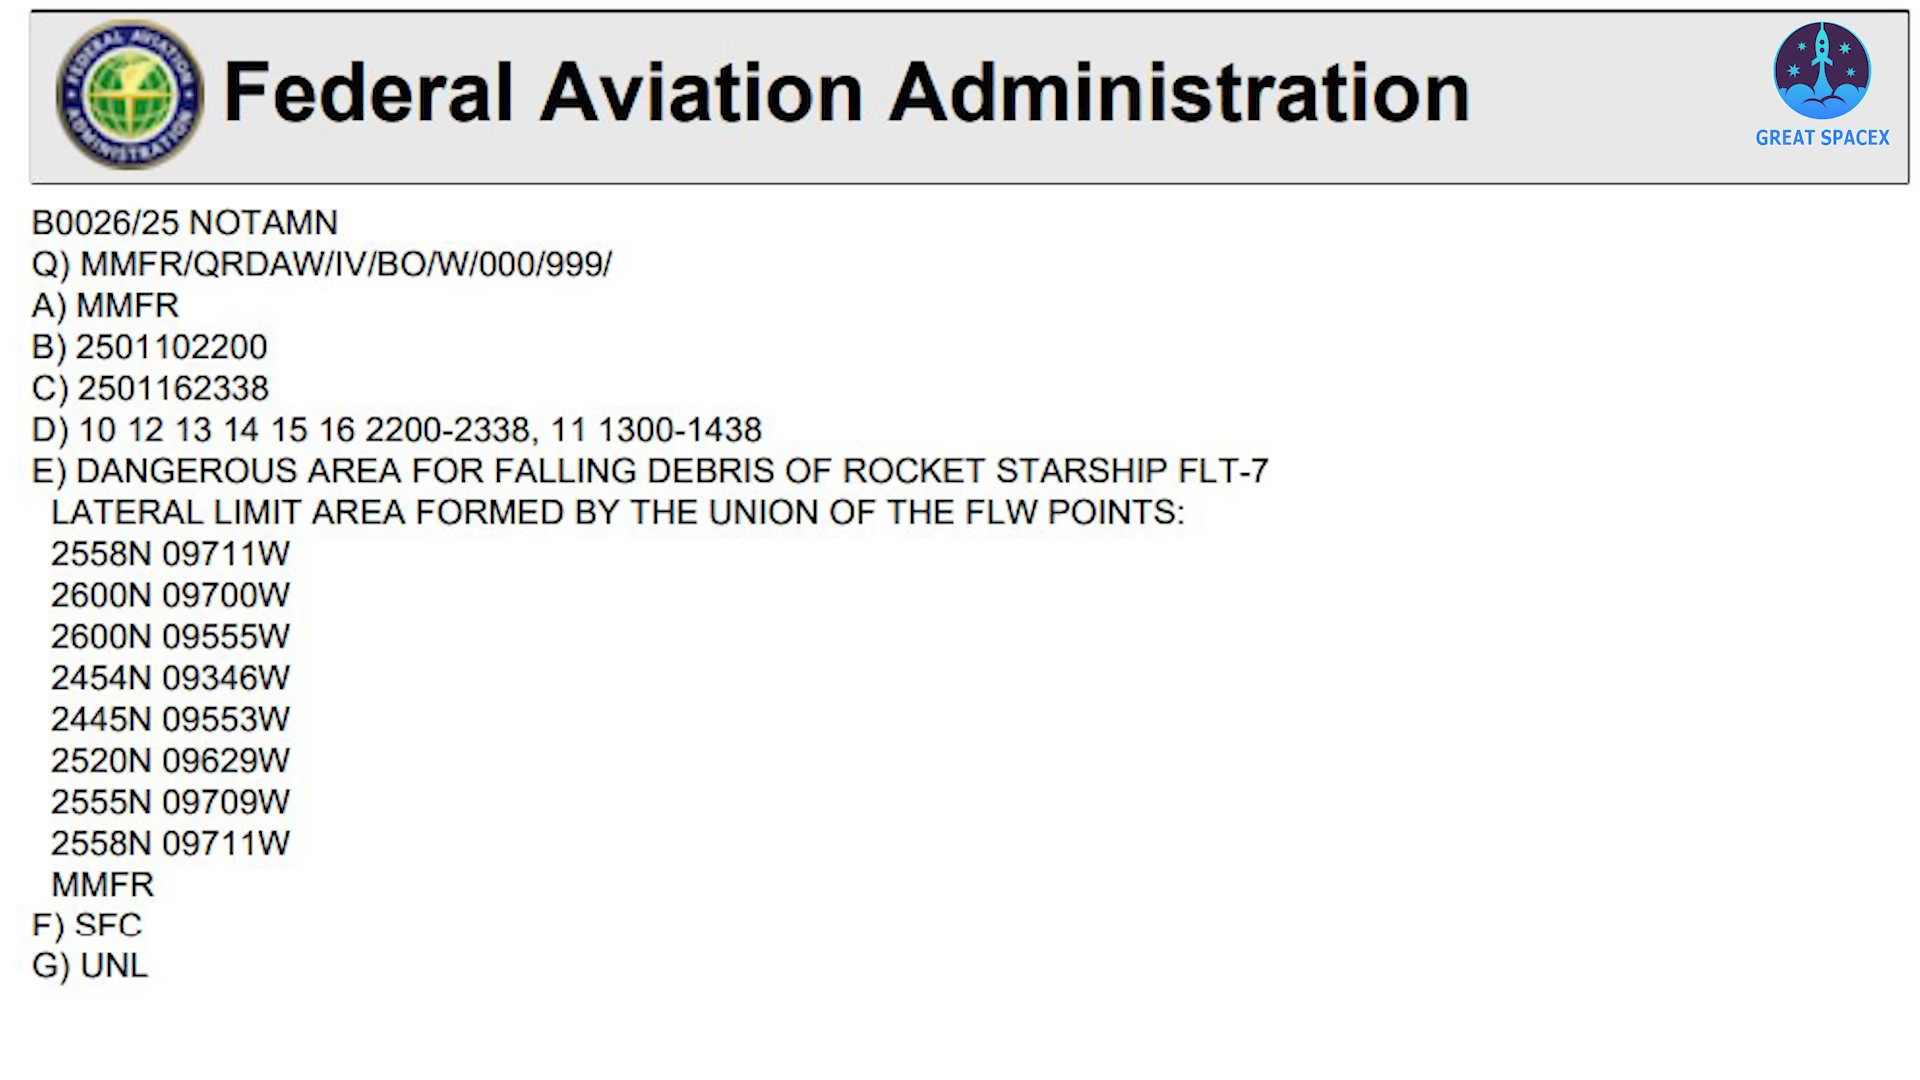 FEDERAL AVIATION ADMINISTRATION
Federal Aviation Administration
GREAT SPACEX
B0026/25 NOTAMN
Q) MMFR/QRDAW/IV/BO/W/000/999/
A) MMFR
B) 2501102200
C) 2501162338
D) 10 12 13 14 15 16 2200-2338, 11 1300-1438
E) DANGEROUS AREA FOR FALLING DEBRIS OF ROCKET STARSHIP FLT-7
LATERAL LIMIT AREA FORMED BY THE UNION OF THE FLW POINTS:
2558N 09711W
2600N 09700W
2600N 09555W
2454N 09346W
2445N 09553W
2520N 09629W
2555N 09709W
2558N 09711W
MMFR
F) SFC
G) UNL